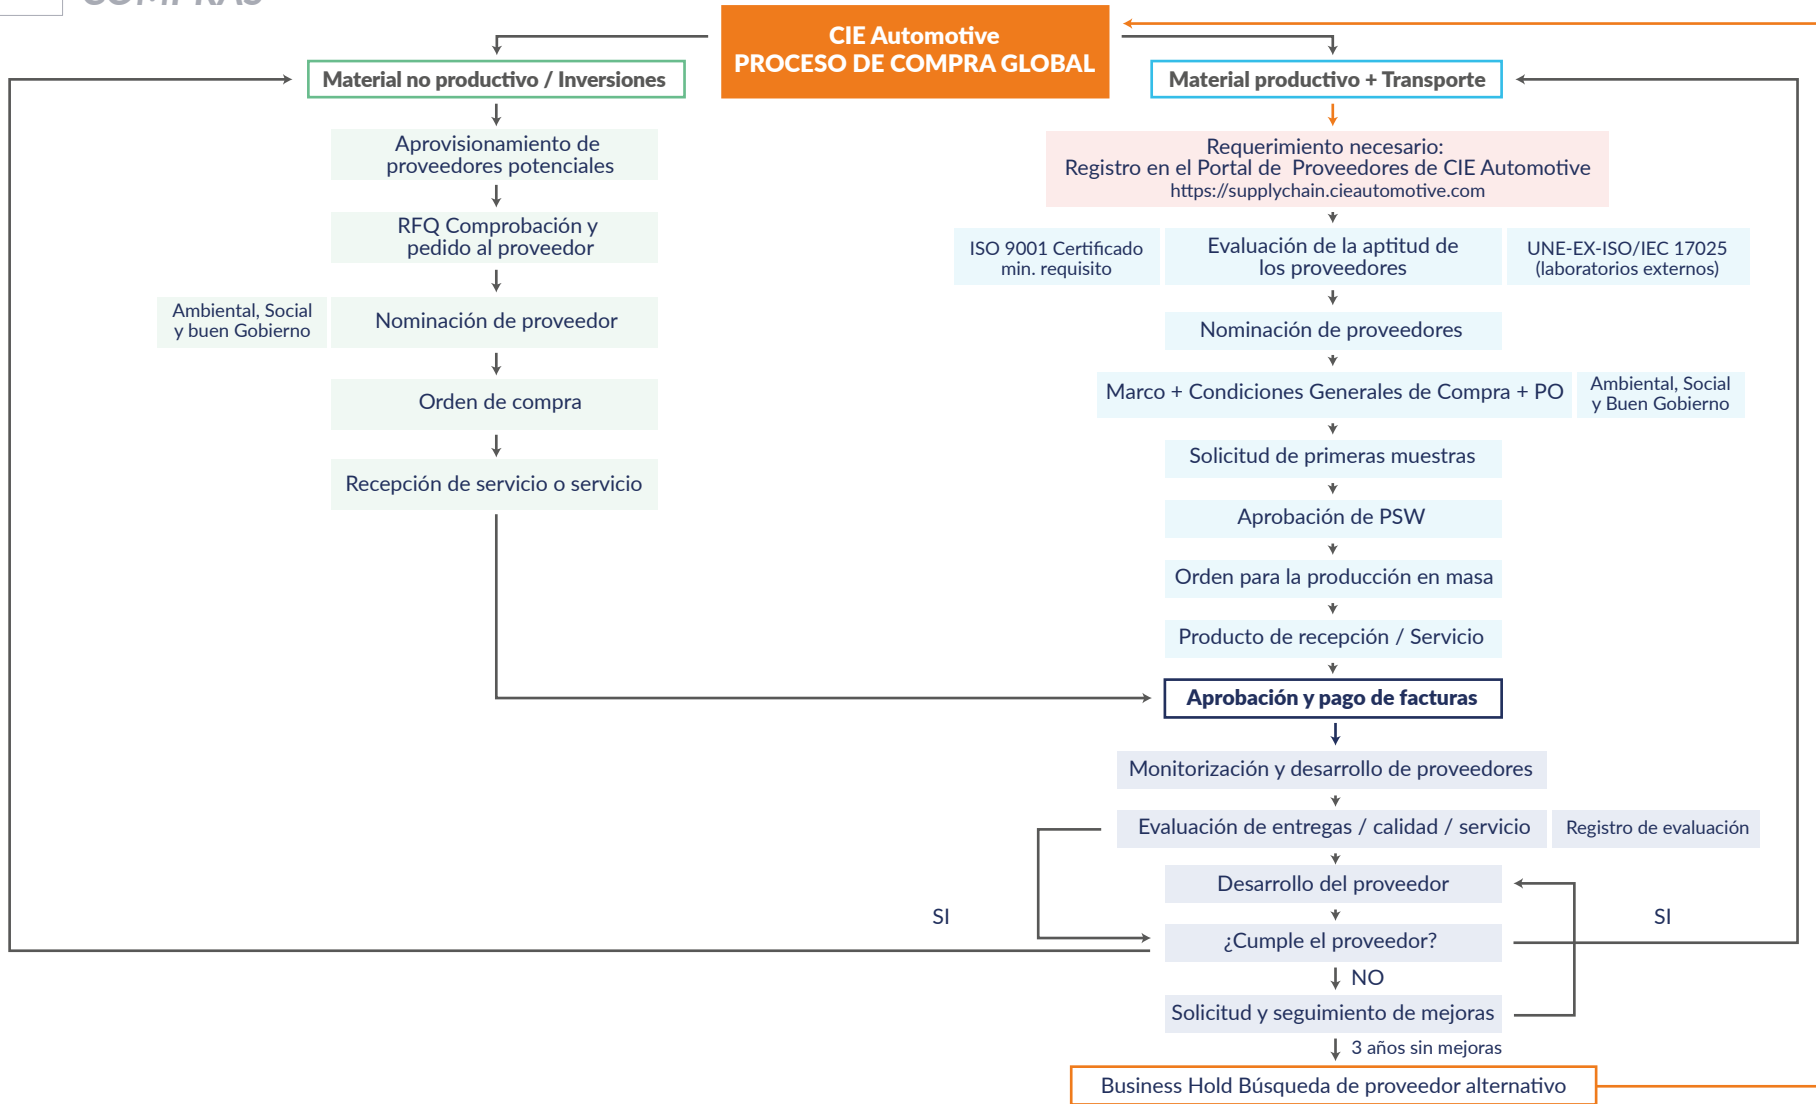 COMPRAS
CIE Automotive
PROCESO DE COMPRA GLOBAL
Material no productivo / Inversiones
Aprovisionamiento de
proveedores potenciales
RFQ Comprobación y
pedido al proveedor
Ambiental, Social
y buen Gobierno
Nominación de proveedor
Orden de compra
Recepción de servicio o servicio
Material productivo + Transporte
Requerimiento necesario:
Registro en el Portal de Proveedores de CIE Automotive
https://supplychain.cieautomotive.com
ISO 9001 Certificado
min. requisito
Evaluación de la aptitud de
los proveedores
UNE-EX-ISO/IEC 17025
(laboratorios externos)
Nominación de proveedores
Marco + Condiciones Generales de Compra + PO
Ambiental, Social
y Buen Gobierno
Solicitud de primeras muestras
Aprobación de PSW
Orden para la producción en masa
Producto de recepción / Servicio
Aprobación y pago de facturas
Monitorización y desarrollo de proveedores
Evaluación de entregas / calidad / servicio
Registro de evaluación
Desarrollo del proveedor
SI
SI
¿Cumple el proveedor?
NO
Solicitud y seguimiento de mejoras
3 años sin mejoras
Business Hold Búsqueda de proveedor alternativo